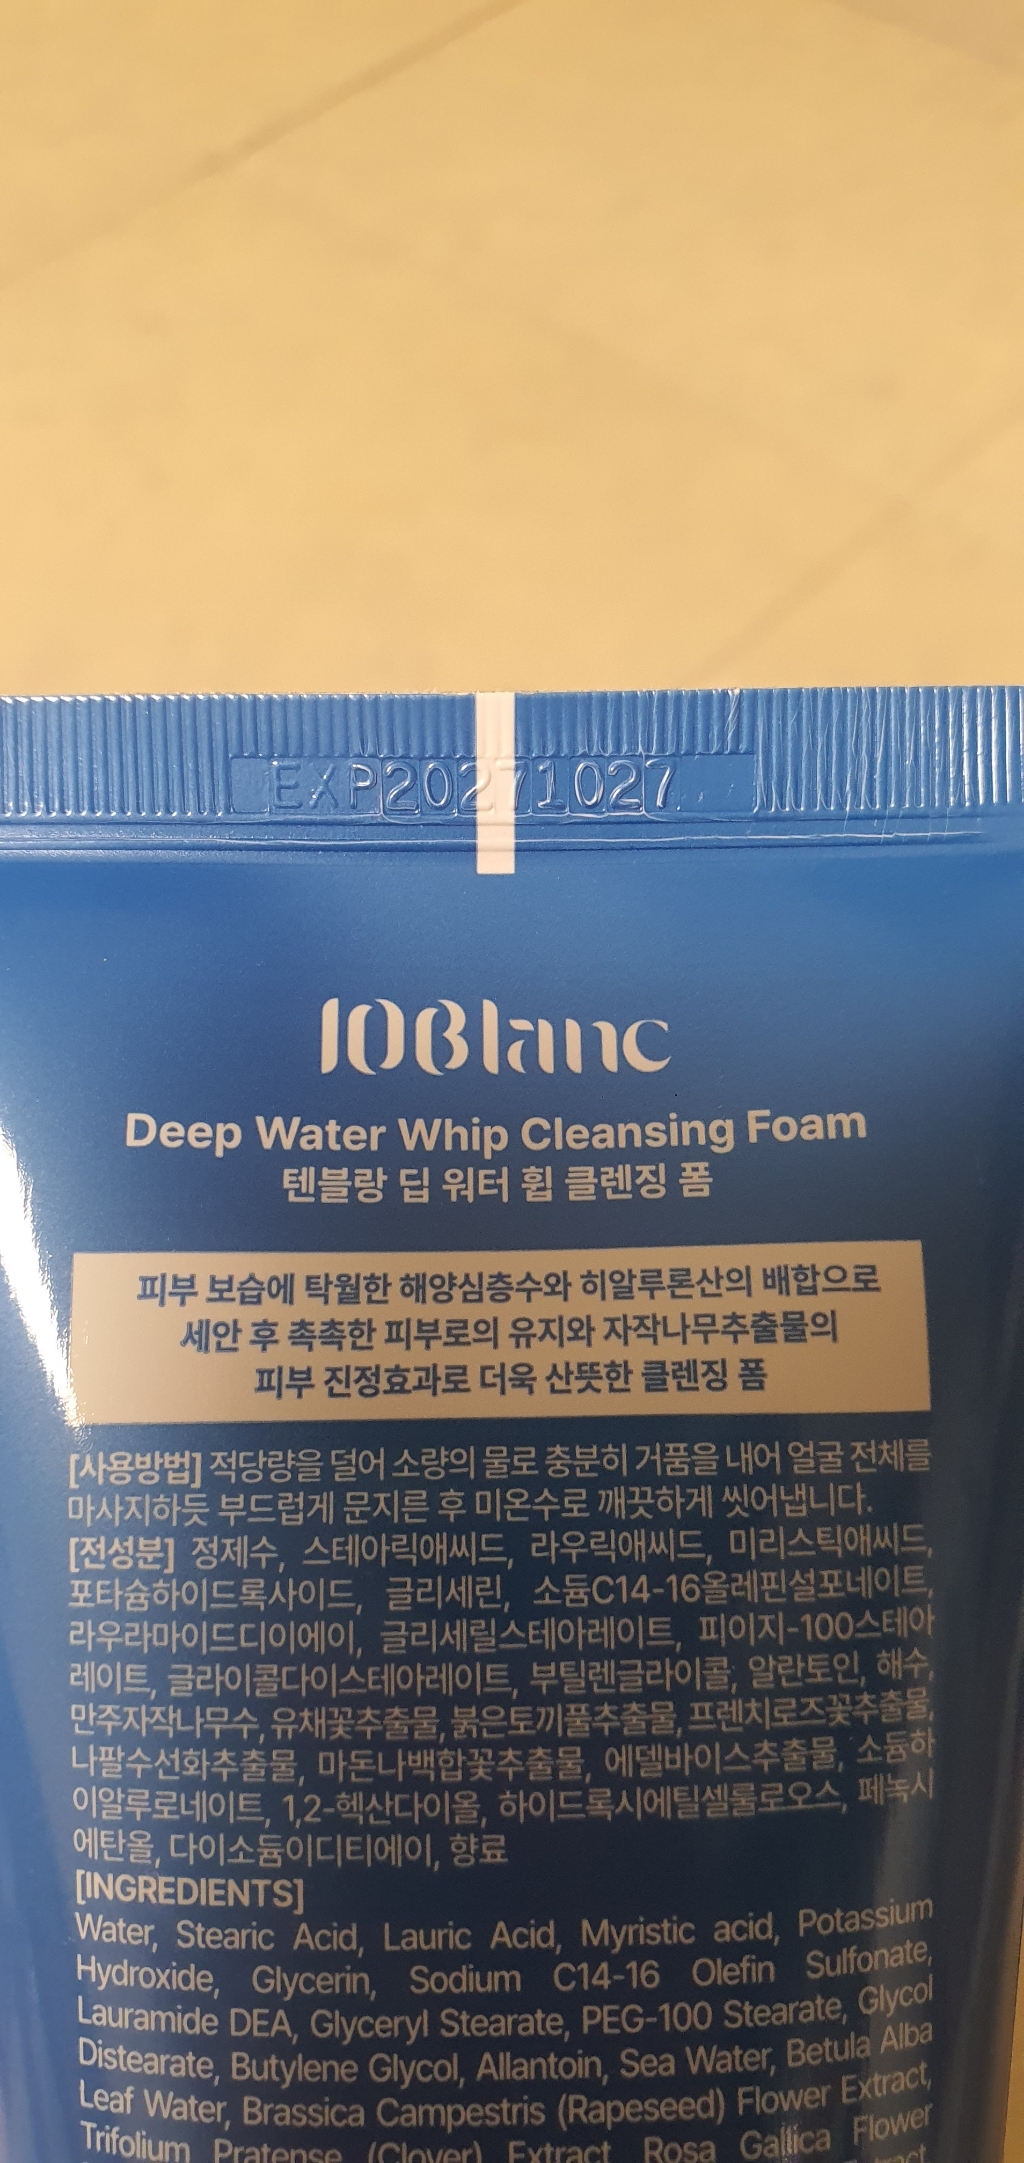 EXP20271027
10Blanc
Deep Water Whip Cleansing Foam
텐블랑 딥 워터 휩 클렌징 폼
피부 보습에 탁월한 해양심층수와 히알루론산의 배합으로
세안 후 촉촉한 피부로의 유지와 자작나무추출물의
피부 진정효과로 더욱 산뜻한 클렌징 폼
[사용방법] 적당량을 덜어 소량의 물로 충분히 거품을 내어 얼굴 전체를
마사지하듯 부드럽게 문지른 후 미온수로 깨끗하게 씻어냅니다.
[전성분] 정제수, 스테아릭애씨드, 라우릭애씨드, 미리스틱애씨드,
포타슘하이드록사이드, 글리세린, 소듐C14-16올레핀설포네이트,
라우라마이드디이에이, 글리세릴스테아레이트, 피이지-100스테아
레이트, 글라이콜다이스테아레이트, 부틸렌글라이콜, 알란토인, 해수,
만주자작나무수, 유채꽃추출물, 붉은토끼풀추출물, 프렌치로즈꽃추출물,
나팔수선화추출물, 마돈나백합꽃추출물, 에델바이스추출물, 소듐하
이알루로네이트, 1,2-헥산다이올, 하이드록시에틸셀룰로오스, 페녹시
에탄올, 다이소듐이디티에이, 향료
[INGREDIENTS]
Water, Stearic Acid, Lauric Acid, Myristic acid, Potassium
Hydroxide, Glycerin, Sodium C14-16 Olefin Sulfonate,
Lauramide DEA, Glyceryl Stearate, PEG-100 Stearate, Glycol
Distearate, Butylene Glycol, Allantoin, Sea Water, Betula Alba
Leaf Water, Brassica Campestris (Rapeseed) Flower Extract,
Trifolium Pratense (Clover) Extract, Rosa Gallica Flower